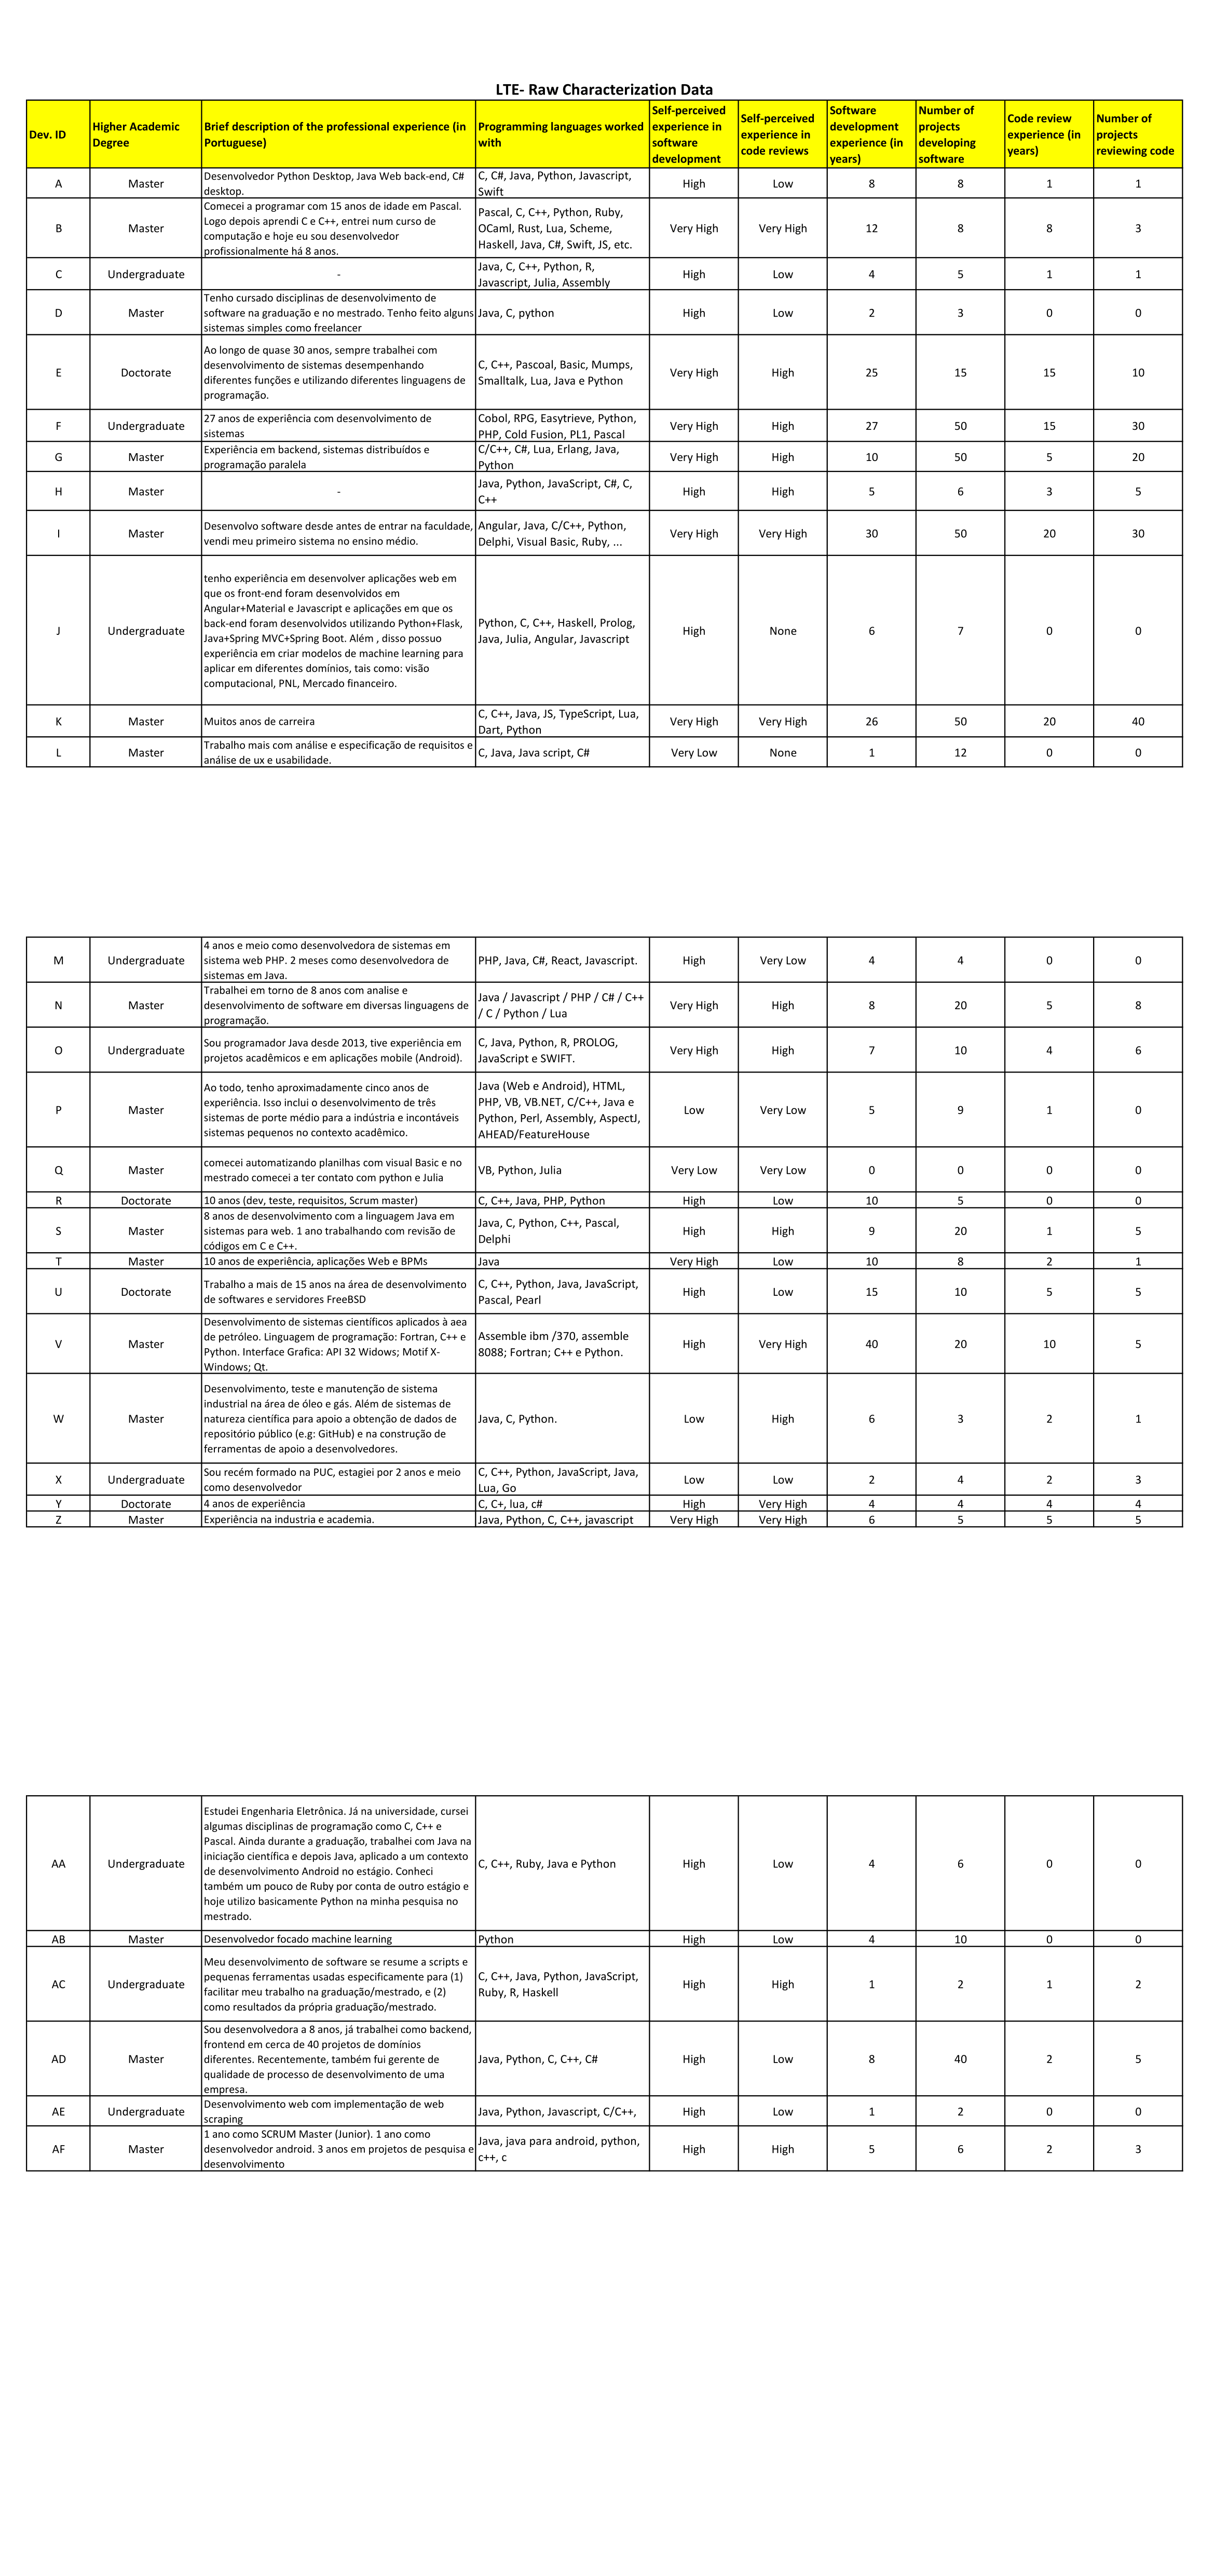 LTE- Raw Characterization Data
Dev. ID
Higher Academic
Degree
Brief description of the professional experience (in
Portuguese)
Programming languages worked
with
Self-perceived
experience in
software
development
Self-perceived
experience in
code reviews
Software
development
experience (in
years)
Number of
projects
developing
software
Code review
experience (in
years)
Number of
projects
reviewing code
A
Master
Desenvolvedor Python Desktop, Java Web back-end, C#
desktop.
C, C#, Java, Python, Javascript,
Swift
High
Low
8
8
1
1
B
Master
Comecei a programar com 15 anos de idade em Pascal.
Logo depois aprendi C e C++, entrei num curso de
computação e hoje eu sou desenvolvedor
profissionalmente há 8 anos.
Pascal, C, C++, Python, Ruby,
OCaml, Rust, Lua, Scheme,
Haskell, Java, C#, Swift, JS, etc.
Very High
Very High
12
8
8
3
C
Undergraduate
-
Java, C, C++, Python, R,
Javascript, Julia, Assembly
High
Low
4
5
1
1
D
Master
Tenho cursado disciplinas de desenvolvimento de
software na graduação e no mestrado. Tenho feito alguns
sistemas simples como freelancer
Java, C, python
High
Low
2
3
0
0
E
Doctorate
Ao longo de quase 30 anos, sempre trabalhei com
desenvolvimento de sistemas desempenhando
diferentes funções e utilizando diferentes linguagens de
programação.
C, C++, Pascoal, Basic, Mumps,
Smalltalk, Lua, Java e Python
Very High
High
25
15
15
10
F
Undergraduate
27 anos de experiência com desenvolvimento de
sistemas
Cobol, RPG, Easytrieve, Python,
PHP, Cold Fusion, PL1, Pascal
Very High
High
27
50
15
30
G
Master
Experiência em backend, sistemas distribuídos e
programação paralela
C/C++, C#, Lua, Erlang, Java,
Python
Very High
High
10
50
5
20
H
Master
-
Java, Python, JavaScript, C#, C,
C++
High
High
5
6
3
5
I
Master
Desenvolvo software desde antes de entrar na faculdade,
vendi meu primeiro sistema no ensino médio.
Angular, Java, C/C++, Python,
Delphi, Visual Basic, Ruby, ...
Very High
Very High
30
50
20
30
J
Undergraduate
tenho experiência em desenvolver aplicações web em
que os front-end foram desenvolvidos em
Angular+Material e Javascript e aplicações em que os
back-end foram desenvolvidos utilizando Python+Flask,
Java+Spring MVC+Spring Boot. Além , disso possuo
experiência em criar modelos de machine learning para
aplicar em diferentes domínios, tais como: visão
computacional, PNL, Mercado financeiro.
Python, C, C++, Haskell, Prolog,
Java, Julia, Angular, Javascript
High
None
6
7
0
0
K
Master
Muitos anos de carreira
C, C++, Java, JS, TypeScript, Lua,
Dart, Python
Very High
Very High
26
50
20
40
L
Master
Trabalho mais com análise e especificação de requisitos e
análise de ux e usabilidade.
C, Java, Java script, C#
Very Low
None
1
12
0
0
M
Undergraduate
4 anos e meio como desenvolvedora de sistemas em
sistema web PHP. 2 meses como desenvolvedora de
sistemas em Java.
PHP, Java, C#, React, Javascript.
High
Very Low
4
4
0
0
N
Master
Trabalhei em torno de 8 anos com analise e
desenvolvimento de software em diversas linguagens de
programação.
Java / Javascript / PHP / C# / C++
/ C / Python / Lua
Very High
High
8
20
5
8
O
Undergraduate
Sou programador Java desde 2013, tive experiência em
projetos acadêmicos e em aplicações mobile (Android).
C, Java, Python, R, PROLOG,
JavaScript e SWIFT.
Very High
High
7
10
4
6
P
Master
Ao todo, tenho aproximadamente cinco anos de
experiência. Isso inclui o desenvolvimento de três
sistemas de porte médio para a indústria e incontáveis
sistemas pequenos no contexto acadêmico.
Java (Web e Android), HTML,
PHP, VB, VB.NET, C/C++, Java e
Python, Perl, Assembly, AspectJ,
AHEAD/FeatureHouse
Low
Very Low
5
9
1
0
Q
Master
comecei automatizando planilhas com visual Basic e no
mestrado comecei a ter contato com python e Julia
VB, Python, Julia
Very Low
Very Low
0
0
0
0
R
Doctorate
10 anos (dev, teste, requisitos, Scrum master)
C, C++, Java, PHP, Python
High
Low
10
5
0
0
S
Master
8 anos de desenvolvimento com a linguagem Java em
sistemas para web. 1 ano trabalhando com revisão de
códigos em C e C++.
Java, C, Python, C++, Pascal,
Delphi
High
High
9
20
1
5
T
Master
10 anos de experiência, aplicações Web e BPMs
Java
Very High
Low
10
8
2
1
U
Doctorate
Trabalho a mais de 15 anos na área de desenvolvimento
de softwares e servidores FreeBSD
C, C++, Python, Java, JavaScript,
Pascal, Pearl
High
Low
15
10
5
5
V
Master
Desenvolvimento de sistemas científicos aplicados à aea
de petróleo. Linguagem de programação: Fortran, C++ e
Python. Interface Grafica: API 32 Widows; Motif X-
Windows; Qt.
Assemble ibm /370, assemble
8088; Fortran; C++ e Python.
High
Very High
40
20
10
5
W
Master
Desenvolvimento, teste e manutenção de sistema
industrial na área de óleo e gás. Além de sistemas de
natureza científica para apoio a obtenção de dados de
repositório público (e.g: GitHub) e na construção de
ferramentas de apoio a desenvolvedores.
Java, C, Python.
Low
High
6
3
2
1
X
Undergraduate
Sou recém formado na PUC, estagiei por 2 anos e meio
como desenvolvedor
C, C++, Python, JavaScript, Java,
Lua, Go
Low
Low
2
4
2
3
Y
Doctorate
4 anos de experiência
C, C+, lua, c#
High
Very High
4
4
4
4
Z
Master
Experiência na industria e academia.
Java, Python, C, C++, javascript
Very High
Very High
6
5
5
5
AA
Undergraduate
Estudei Engenharia Eletrônica. Já na universidade, cursei
algumas disciplinas de programação como C, C++ e
Pascal. Ainda durante a graduação, trabalhei com Java na
iniciação científica e depois Java, aplicado a um contexto
de desenvolvimento Android no estágio. Conheci
também um pouco de Ruby por conta de outro estágio e
hoje utilizo basicamente Python na minha pesquisa no
mestrado.
C, C++, Ruby, Java e Python
High
Low
4
6
0
0
AB
Master
Desenvolvedor focado machine learning
Python
High
Low
4
10
0
0
AC
Undergraduate
Meu desenvolvimento de software se resume a scripts e
pequenas ferramentas usadas especificamente para (1)
facilitar meu trabalho na graduação/mestrado, e (2)
como resultados da própria graduação/mestrado.
C, C++, Java, Python, JavaScript,
Ruby, R, Haskell
High
High
1
2
1
2
AD
Master
Sou desenvolvedora a 8 anos, já trabalhei como backend,
frontend em cerca de 40 projetos de domínios
diferentes. Recentemente, também fui gerente de
qualidade de processo de desenvolvimento de uma
empresa.
Java, Python, C, C++, C#
High
Low
8
40
2
5
AE
Undergraduate
Desenvolvimento web com implementação de web
scraping
Java, Python, Javascript, C/C++,
High
Low
1
2
0
0
AF
Master
1 ano como SCRUM Master (Junior). 1 ano como
desenvolvedor android. 3 anos em projetos de pesquisa e
desenvolvimento
Java, java para android, python,
c++, c
High
High
5
6
2
3